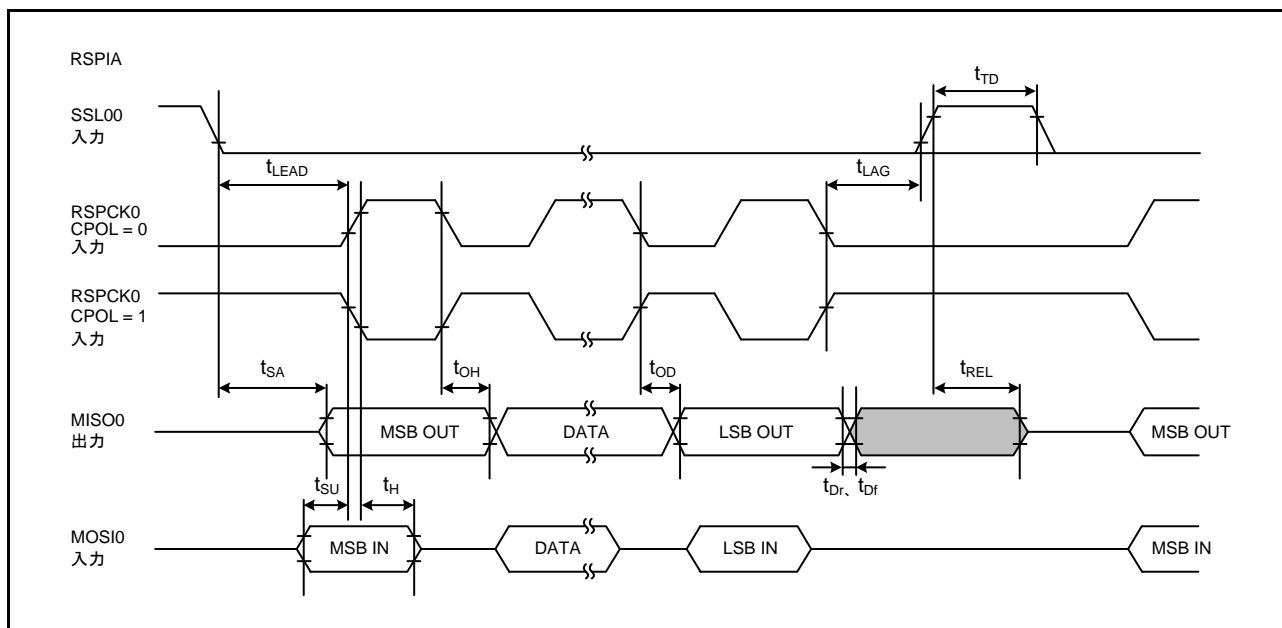 RSPIA
tTD
SSL00
入力
tLEAD
tLAG
RSPCK0
CPOL = 0
入力
RSPCK0
CPOL = 1
入力
tSA
tOH
tOD
tREL
MISO0
出力
MSB OUT
DATA
LSB OUT
MSB OUT
tSU
tH
tDr、tDf
MOSI0
入力
MSB IN
DATA
LSB IN
MSB IN